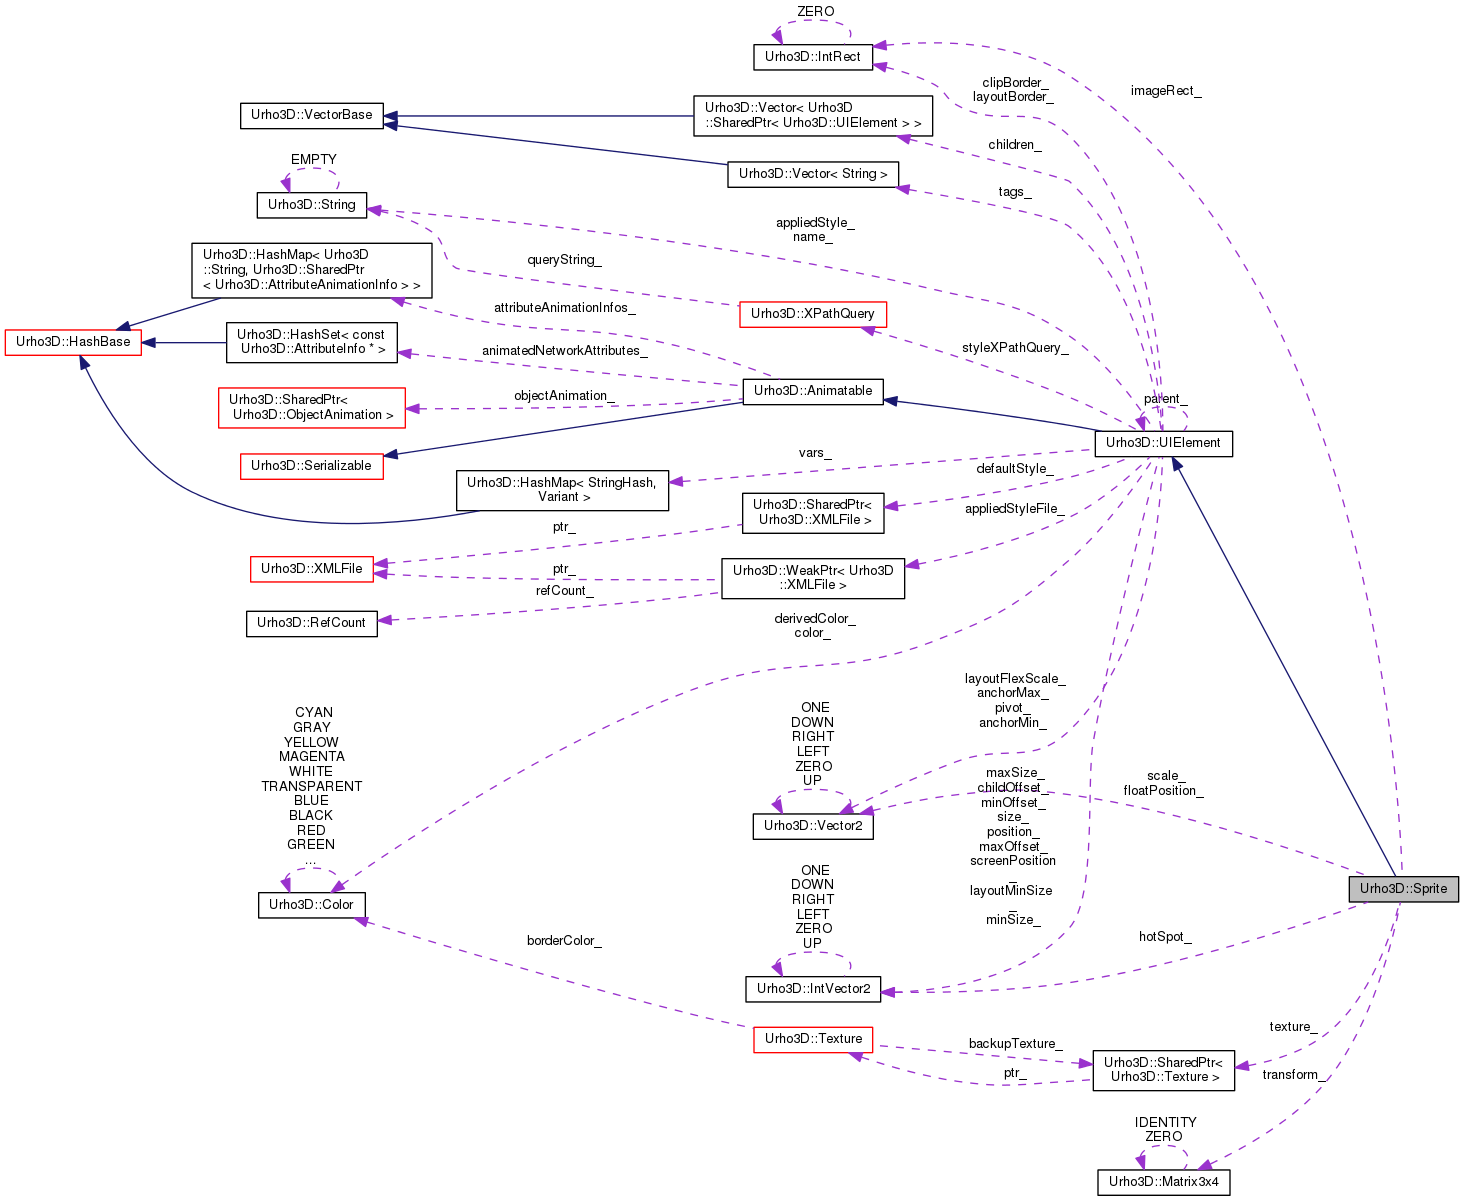 ZERO
Urho3D::IntRect
clipBorder_
layoutBorder_
imageRect_
Urho3D::VectorBase
Urho3D::Vector< Urho3D
::SharedPtr< Urho3D::UIElement > >
children_
Urho3D::Vector< String >
tags_
EMPTY
Urho3D::String
appliedStyle_
name_
queryString_
Urho3D::HashMap< Urho3D
::String, Urho3D::SharedPtr
< Urho3D::AttributeAnimationInfo > >
attributeAnimationInfos_
Urho3D::XPathQuery
styleXPathQuery_
Urho3D::HashBase
Urho3D::HashSet< const
Urho3D::AttributeInfo * >
animatedNetworkAttributes_
Urho3D::SharedPtr<
Urho3D::ObjectAnimation >
objectAnimation_
Urho3D::Animatable
parent_
Urho3D::UIElement
Urho3D::Serializable
vars_
Urho3D::HashMap< StringHash,
Variant >
defaultStyle_
Urho3D::SharedPtr<
Urho3D::XMLFile >
appliedStyleFile_
ptr_
Urho3D::XMLFile
ptr_
Urho3D::WeakPtr< Urho3D
::XMLFile >
refCount_
Urho3D::RefCount
derivedColor_
color_
layoutFlexScale_
anchorMax_
pivot_
anchorMin_
CYAN
GRAY
YELLOW
MAGENTA
WHITE
TRANSPARENT
BLUE
BLACK
RED
GREEN
...
Urho3D::Color
ONE
DOWN
RIGHT
LEFT
ZERO
UP
Urho3D::Vector2
maxSize_
childOffset_
minOffset_
size_
position_
maxOffset_
screenPosition
_
layoutMinSize
_
minSize_
scale_
floatPosition_
Urho3D::Sprite
ONE
DOWN
RIGHT
LEFT
ZERO
UP
Urho3D::IntVector2
hotSpot_
borderColor_
Urho3D::Texture
backupTexture_
ptr_
Urho3D::SharedPtr<
Urho3D::Texture >
texture_
transform_
IDENTITY
ZERO
Urho3D::Matrix3x4